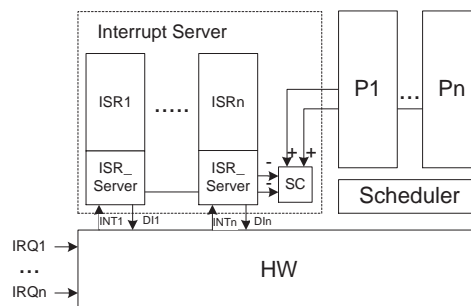 Interrupt Server
ISR1
.....
ISRn
P1
...
Pn
ISR_
Server
ISR_
Server
-
-
+
+
SC
Scheduler
INT1
DI1
INTn
DIn
IRQ1
...
IRQn
HW